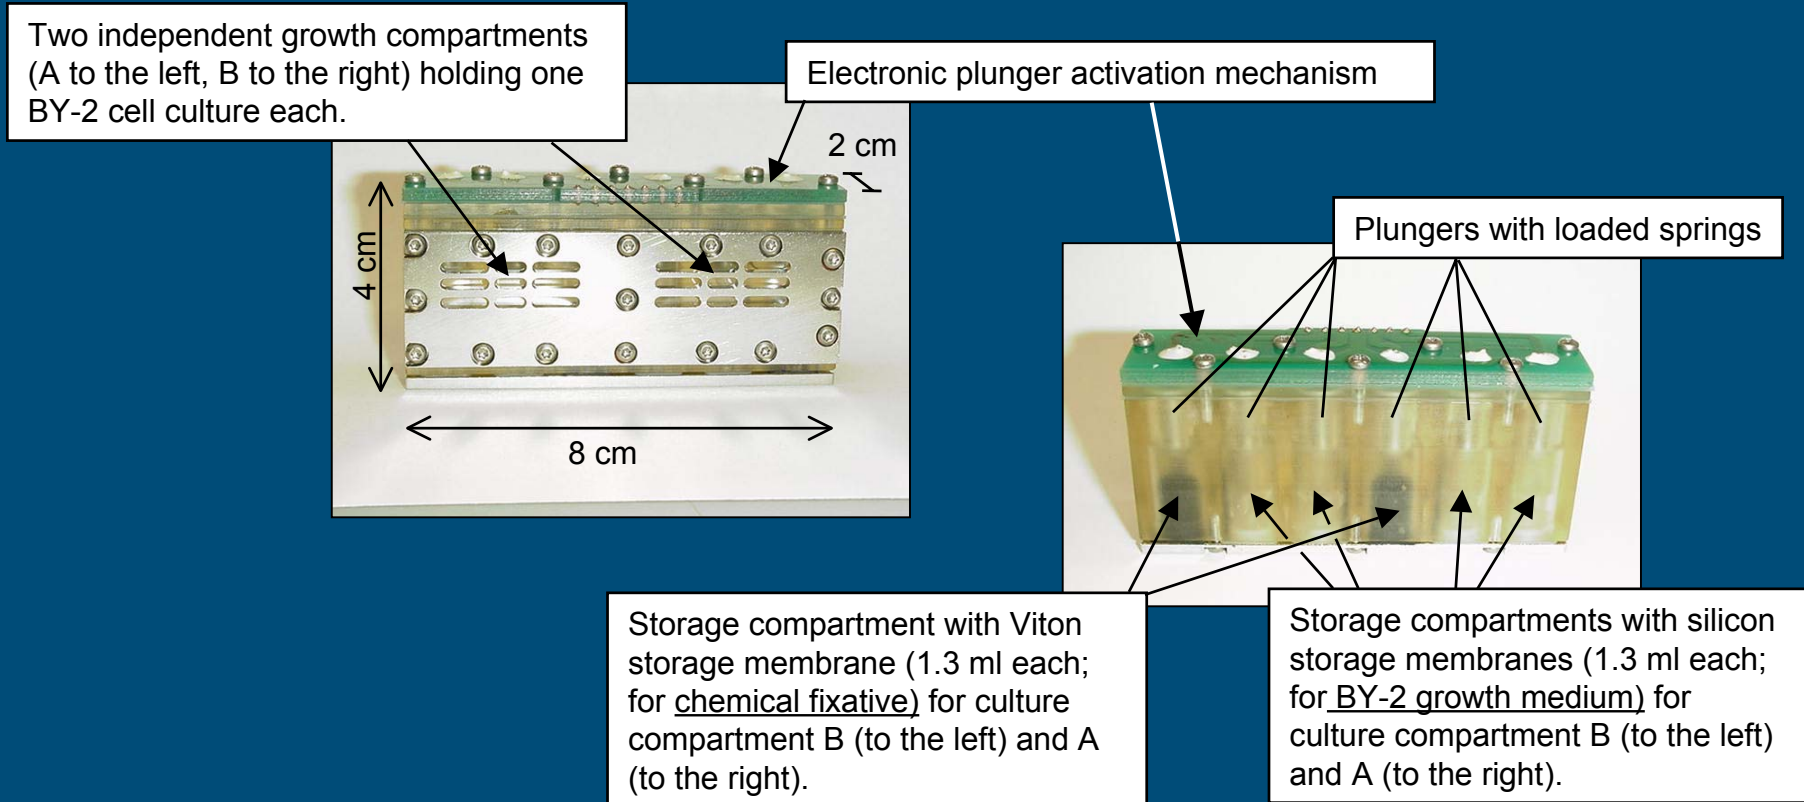 Two independent growth compartments
(A to the left, B to the right) holding one
BY-2 cell culture each.
Electronic plunger activation mechanism
2 cm
4 cm
8 cm
Plungers with loaded springs
Storage compartment with Viton
storage membrane (1.3 ml each;
for chemical fixative) for culture
compartment B (to the left) and A
(to the right).
Storage compartments with silicon
storage membranes (1.3 ml each;
for BY-2 growth medium) for
culture compartment B (to the left)
and A (to the right).